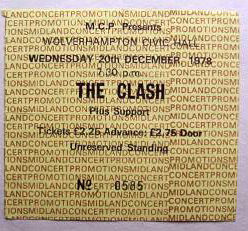 M.C.P. Presents
WOLVERHAMPTON CIVIC HALL
WEDNESDAY 20th DECEMBER, 1978
7.30 p.m.
THE CLASH
Plus Support
Tickets £2.25 Advance: £2.75 Door
Unreserved Standing
No 0585